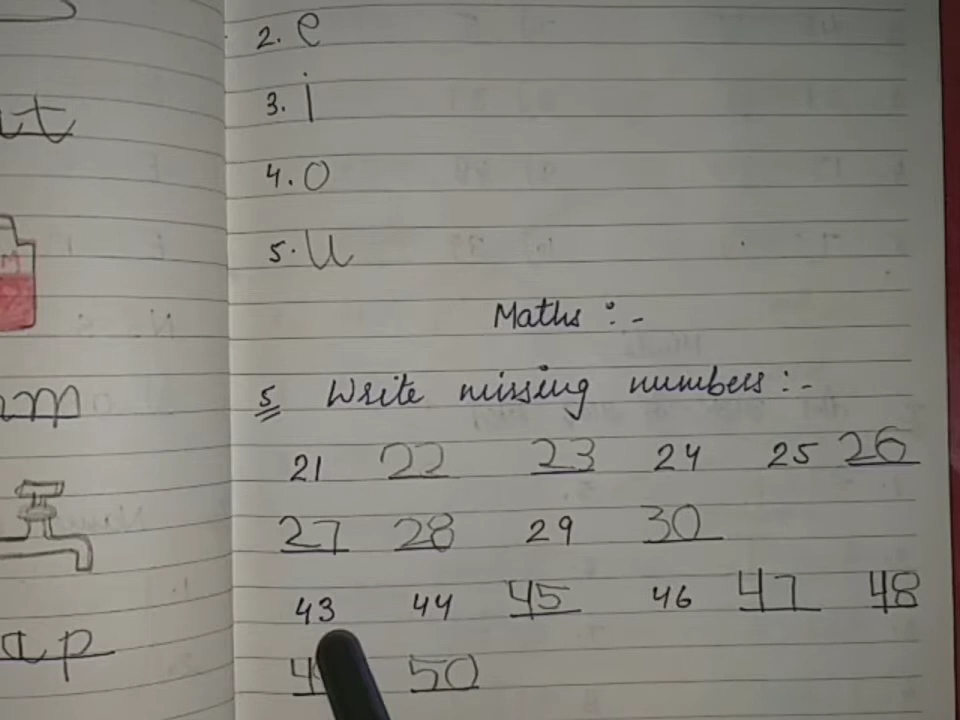 2. e
3. i
4. o
5. u
Maths :-
5 Write missing numbers :-
21 22 23 24 25 26
27 28 29 30
43 44 45 46 47 48
50
ap